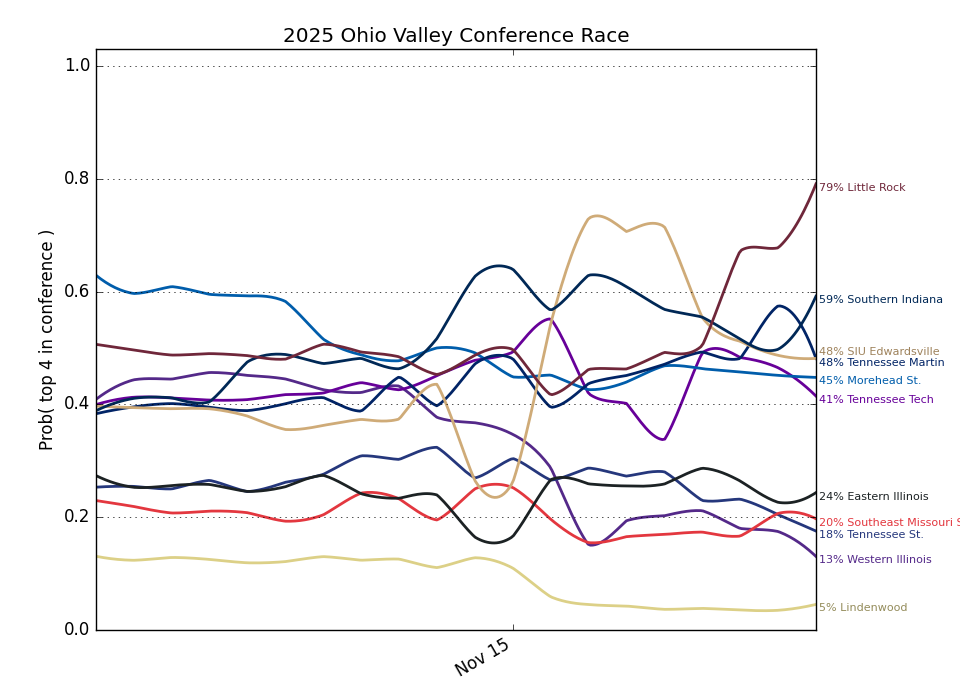 2025 Ohio Valley Conference Race
Prob( top 4 in conference )
1.0
0.8
0.6
0.4
0.2
0.0
Nov 15
79% Little Rock
59% Southern Indiana
48% SIU Edwardsville
48% Tennessee Martin
45% Morehead St.
41% Tennessee Tech
24% Eastern Illinois
20% Southeast Missouri S
18% Tennessee St.
13% Western Illinois
5% Lindenwood